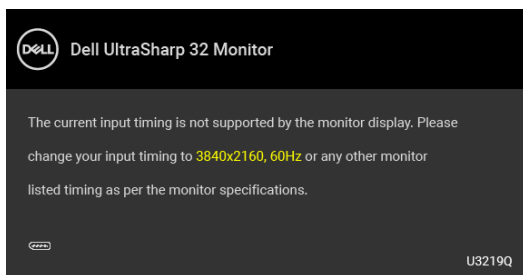 DELL
Dell UltraSharp 32 Monitor
The current input timing is not supported by the monitor display. Please
change your input timing to 3840x2160, 60Hz or any other monitor
listed timing as per the monitor specifications.
U3219Q